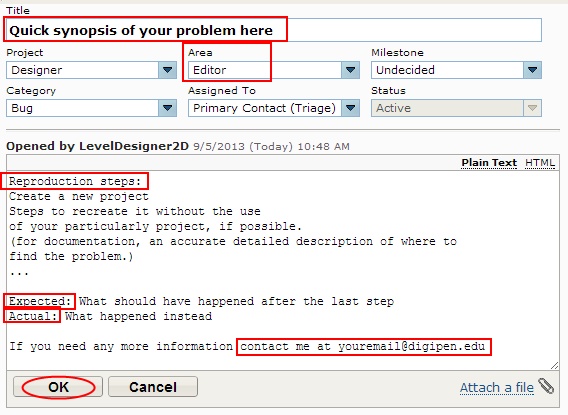 Title
Quick synopsis of your problem here
Project Area Milestone
Designer Editor Undecided
Category Assigned To Status
Bug Primary Contact (Triage) Active
Opened by LevelDesigner2D 9/5/2013 (Today) 10:48 AM
Plain Text HTML
Reproduction steps:
Create a new project
Steps to recreate it without the use
of your particularly project, if possible.
(for documentation, an accurate detailed description of where to
find the problem.)
...
Expected: What should have happened after the last step
Actual: What happened instead
If you need any more information contact me at youremail@digipen.edu
OK Cancel Attach a file